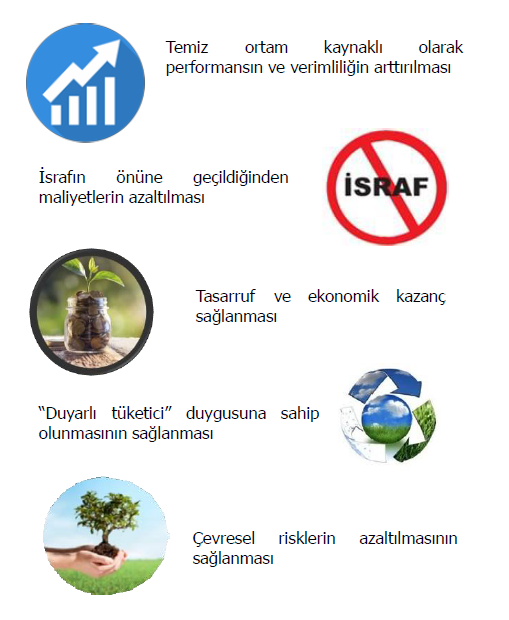 Temiz ortam kaynaklı olarak
performansın ve verimliliğin arttırılması
İsrafın önüne geçildiğinden
maliyetlerin azaltılması
İSRAF
Tasarruf ve ekonomik kazanç
sağlanması
“Duyarlı tüketici” duygusuna sahip
olunmasının sağlanması
Çevresel risklerin azaltılmasının
sağlanması